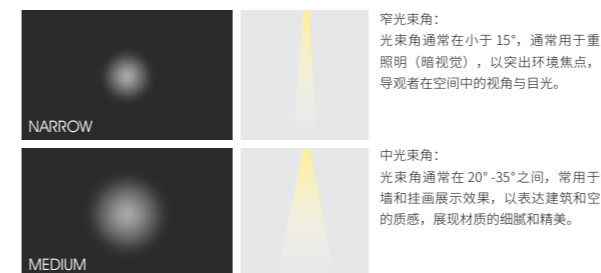 窄光束角：
光束角通常在小于 15°，通常用于重
照明（暗视觉），以突出环境焦点，
导观者在空间中的视角与目光。
NARROW
中光束角：
光束角通常在 20° -35°之间，常用于
墙和挂画展示效果，以表达建筑和空
的质感，展现材质的细腻和精美。
MEDIUM